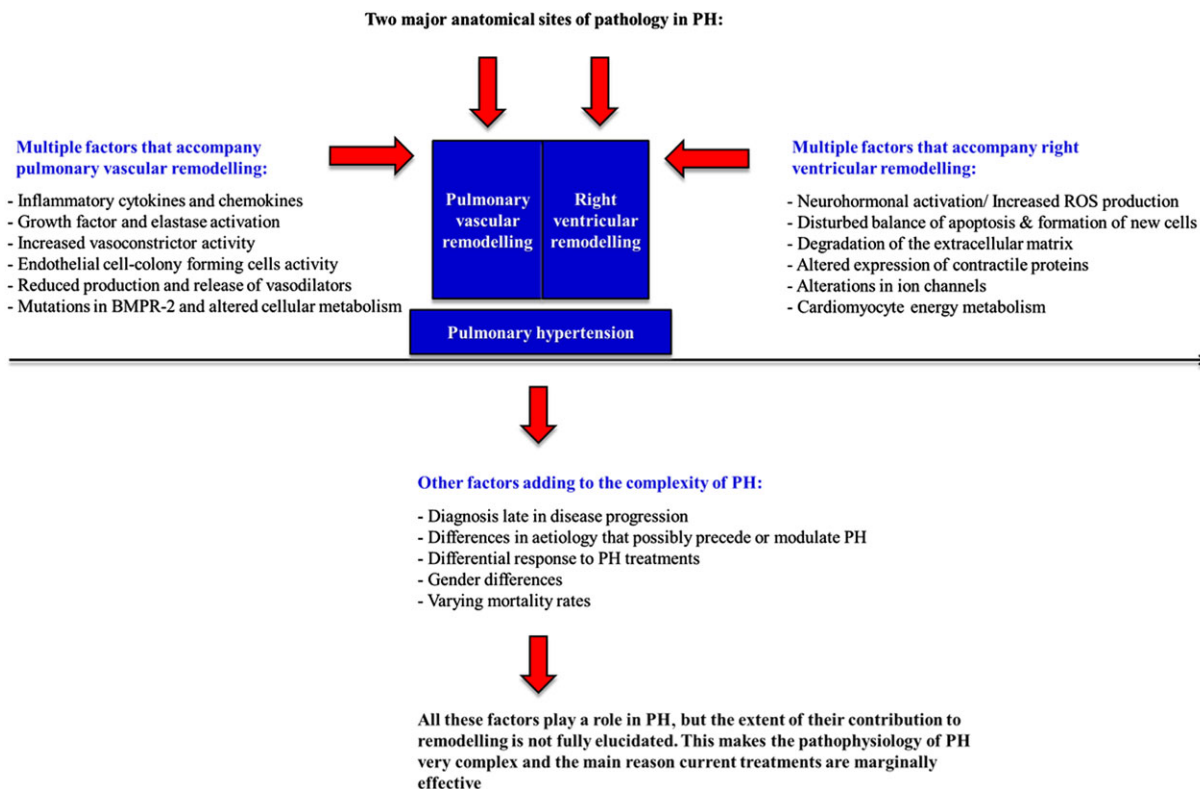 Two major anatomical sites of pathology in PH:
Multiple factors that accompany
pulmonary vascular remodelling:
- Inflammatory cytokines and chemokines
- Growth factor and elastase activation
- Increased vasoconstrictor activity
- Endothelial cell-colony forming cells activity
- Reduced production and release of vasodilators
- Mutations in BMPR-2 and altered cellular metabolism
Pulmonary
vascular
remodelling
Right
ventricular
remodelling
Multiple factors that accompany right
ventricular remodelling:
- Neurohormonal activation/ Increased ROS production
- Disturbed balance of apoptosis & formation of new cells
- Degradation of the extracellular matrix
- Altered expression of contractile proteins
- Alterations in ion channels
- Cardiomyocyte energy metabolism
Pulmonary hypertension
Other factors adding to the complexity of PH:
- Diagnosis late in disease progression
- Differences in aetiology that possibly precede or modulate PH
- Differential response to PH treatments
- Gender differences
- Varying mortality rates
All these factors play a role in PH, but the extent of their contribution to
remodelling is not fully elucidated. This makes the pathophysiology of PH
very complex and the main reason current treatments are marginally
effective